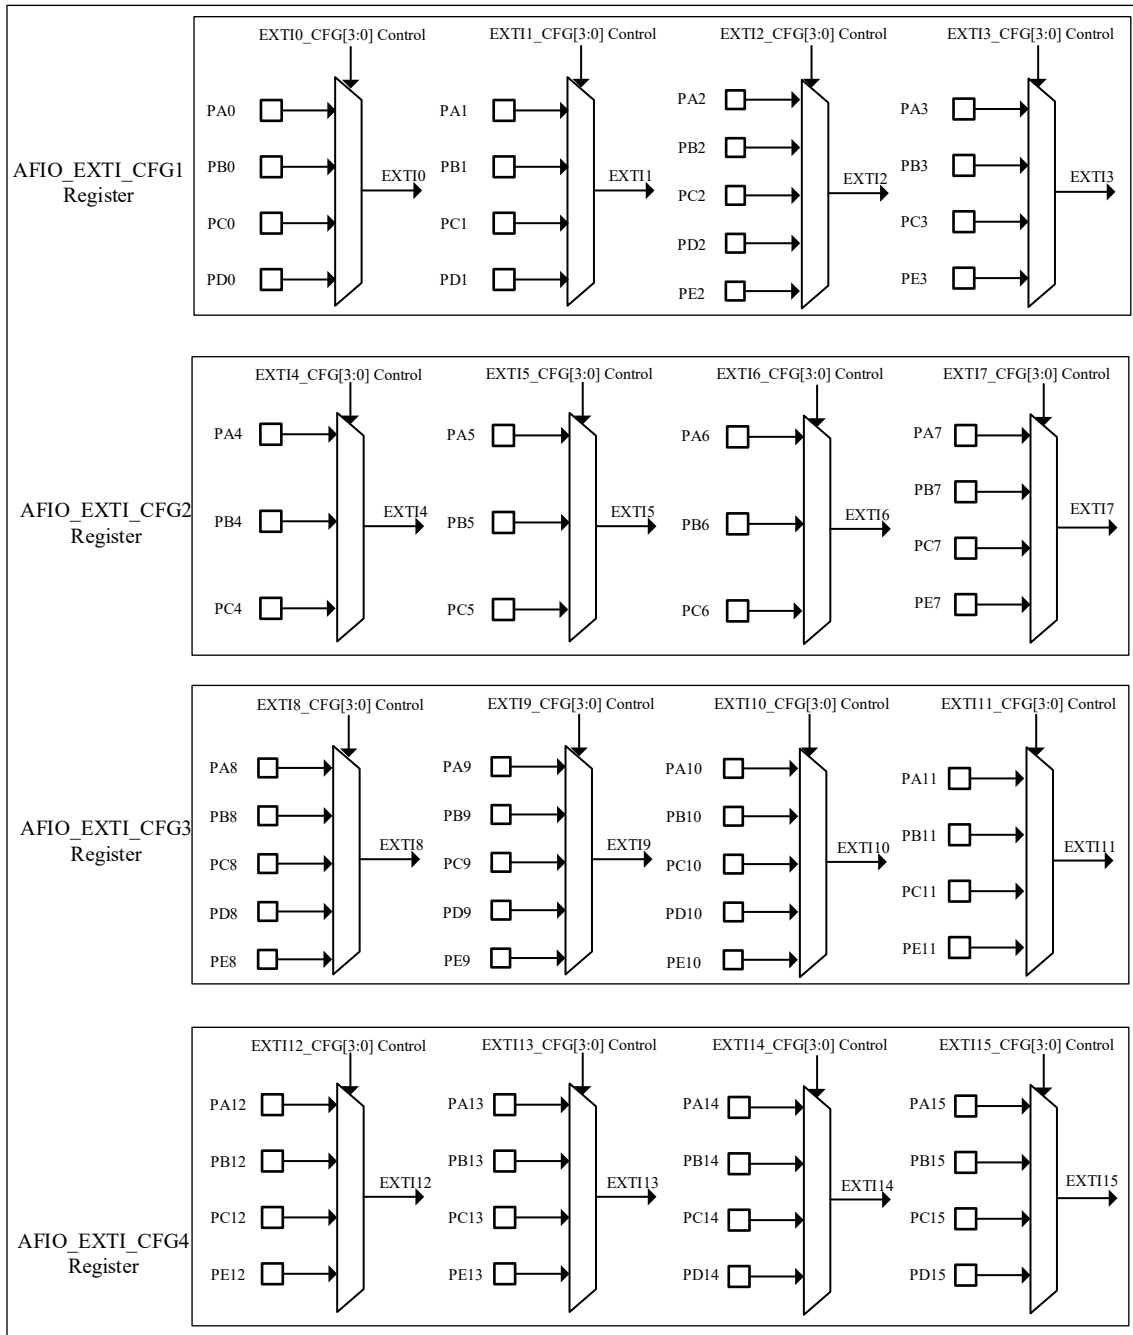 AFIO_EXTI_CFG1
Register
EXTI0_CFG[3:0] Control
PA0
PB0
PC0
PD0
EXTI0
EXTI1_CFG[3:0] Control
PA1
PB1
PC1
PD1
EXTI1
EXTI2_CFG[3:0] Control
PA2
PB2
PC2
PD2
PE2
EXTI2
EXTI3_CFG[3:0] Control
PA3
PB3
PC3
PE3
EXTI3
AFIO_EXTI_CFG2
Register
EXTI4_CFG[3:0] Control
PA4
PB4
PC4
EXTI4
EXTI5_CFG[3:0] Control
PA5
PB5
PC5
EXTI5
EXTI6_CFG[3:0] Control
PA6
PB6
PC6
EXTI6
EXTI7_CFG[3:0] Control
PA7
PB7
PC7
PE7
EXTI7
AFIO_EXTI_CFG3
Register
EXTI8_CFG[3:0] Control
PA8
PB8
PC8
PD8
PE8
EXTI8
EXTI9_CFG[3:0] Control
PA9
PB9
PC9
PD9
PE9
EXTI9
EXTI10_CFG[3:0] Control
PA10
PB10
PC10
PD10
PE10
EXTI10
EXTI11_CFG[3:0] Control
PA11
PB11
PC11
PE11
EXTI11
AFIO_EXTI_CFG4
Register
EXTI12_CFG[3:0] Control
PA12
PB12
PC12
PE12
EXTI12
EXTI13_CFG[3:0] Control
PA13
PB13
PC13
PE13
EXTI13
EXTI14_CFG[3:0] Control
PA14
PB14
PC14
PD14
EXTI14
EXTI15_CFG[3:0] Control
PA15
PB15
PC15
PD15
EXTI15